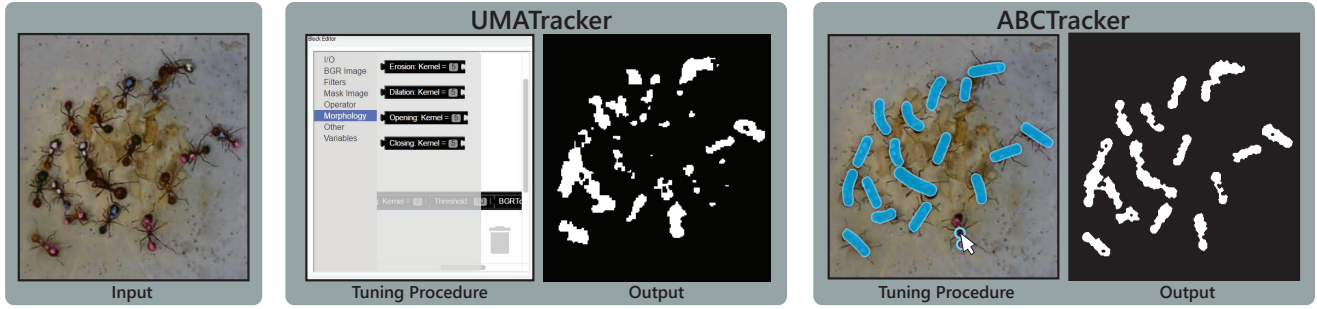 UMATracker
ABCTracker
Block Editor
I/O
BGR Image
Filters
Mask Image
Operator
Morphology
Other
Variables
Erosion: Kernel = 5
Dilation: Kernel = 5
Opening: Kernel = 5
Closing: Kernel = 5
Kernel =
Threshold
BGRTo
Input
Tuning Procedure
Output
Tuning Procedure
Output